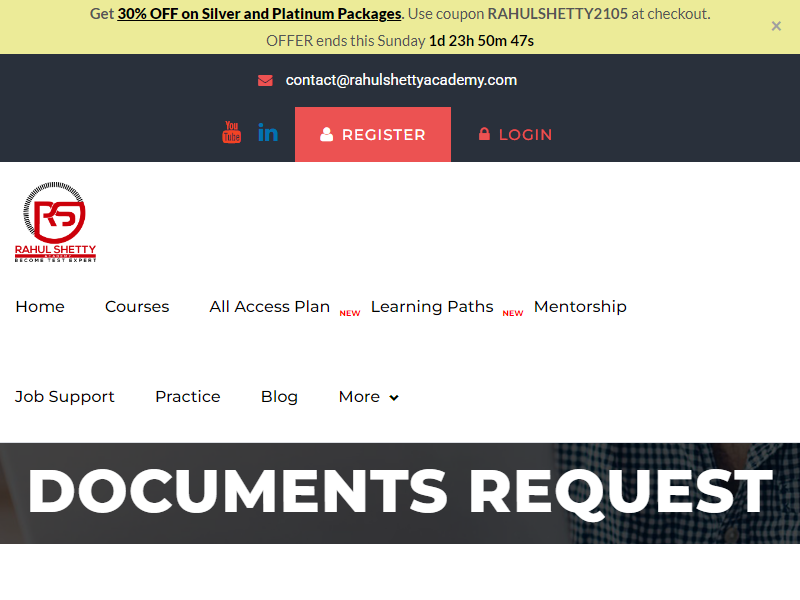 Get 30% OFF on Silver and Platinum Packages. Use coupon RAHULSHETTY2105 at checkout.
OFFER ends this Sunday 1d 23h 50m 47s
×
contact@rahulshettyacademy.com
You Tube
in
REGISTER
LOGIN
RS
RAHUL SHETTY
ACADEMY
BECOME TEST EXPERT
Home Courses All Access Plan NEW Learning Paths NEW Mentorship
Job Support Practice Blog More
DOCUMENTS REQUEST